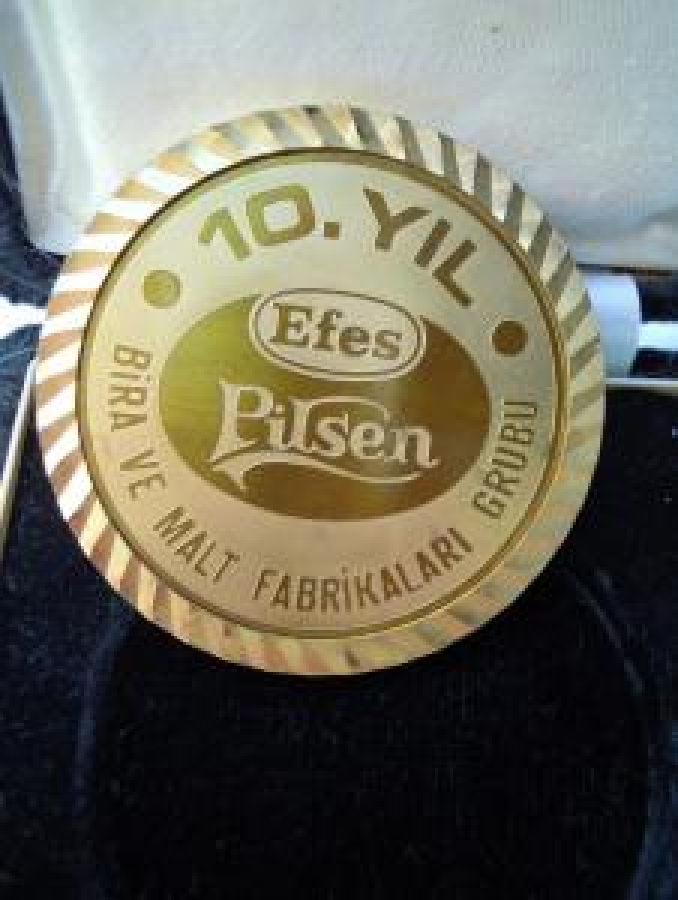 10. YIL
Efes
Pilsen
BİRA VE MALT FABRİKALARI GRUBU